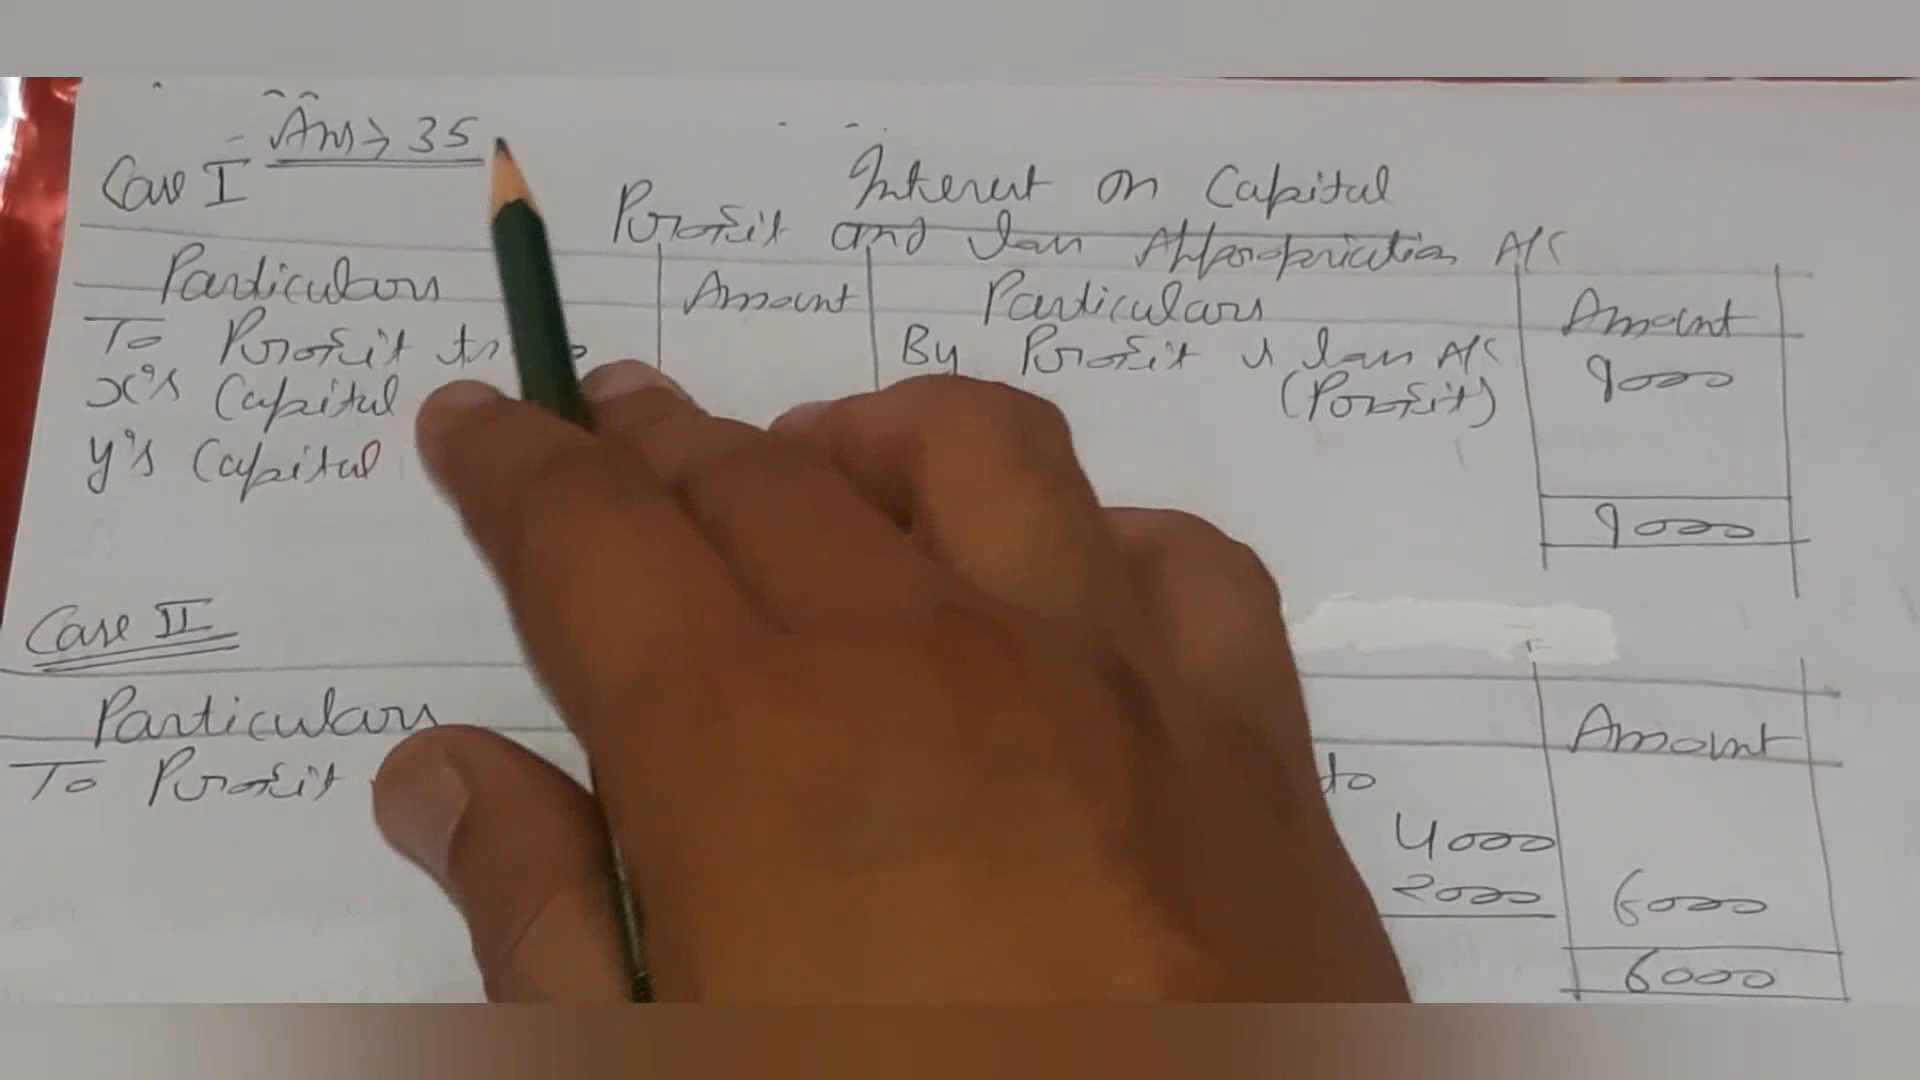 Ans → 35
Case I
Interest on Capital
Profit and loss Appropriation A/C
Particulars Amount Particulars Amount
To Profit By Profit & loss A/C 9000
x's Capital (Profit)
y's Capital
9000
Case II
Particulars Amount
To Profit to
4000
2000 6000
6000